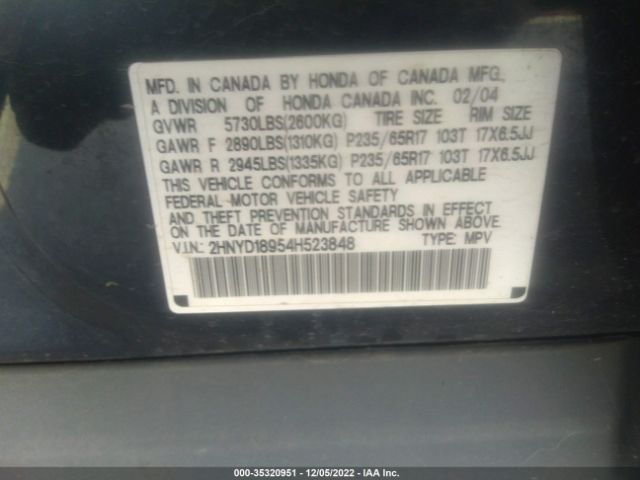 MFD. IN CANADA BY HONDA OF CANADA MFG.,
A DIVISION OF HONDA CANADA INC. 02/04
GVWR 5730LBS(2600KG) TIRE SIZE RIM SIZE
GAWR F 2890LBS(1310KG) P235/65R17 103T 17X6.5JJ
GAWR R 2945LBS(1335KG) P235/65R17 103T 17X6.5JJ
THIS VEHICLE CONFORMS TO ALL APPLICABLE
FEDERAL MOTOR VEHICLE SAFETY
AND THEFT PREVENTION STANDARDS IN EFFECT
ON THE DATE OF MANUFACTURE SHOWN ABOVE.
V.I.N.: 2HNYD18954H523848 TYPE: MPV
000-35320951 - 12/05/2022 - IAA Inc.